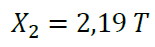 X₂ = 2,19 T